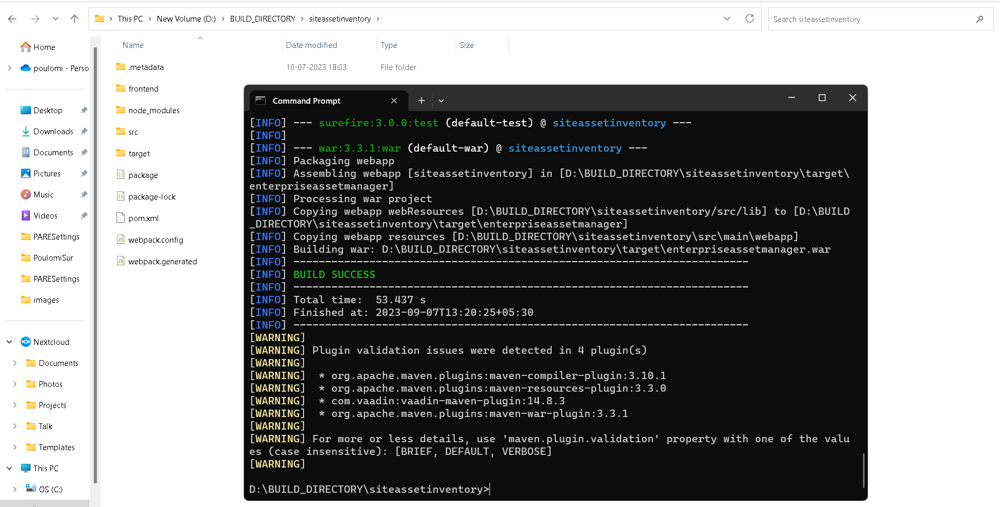 This PC > New Volume (D:) > BUILD_DIRECTORY > siteassetinventory >
Search siteassetinventory
Home
poulomi - Perso
Desktop
Downloads
Documents
Pictures
Music
Videos
PARESettings
PoulomiSur
PARESettings
images
Nextcloud
Documents
Photos
Projects
Talk
Templates
This PC
OS (C:)
Name Date modified Type Size
.metadata 10-07-2023 18:03 File folder
frontend
node_modules
src
target
package
package-lock
pom.xml
webpack.config
webpack.generated
Command Prompt
[INFO] --- surefire:3.0.0:test (default-test) @ siteassetinventory ---
[INFO]
[INFO] --- war:3.3.1:war (default-war) @ siteassetinventory ---
[INFO] Packaging webapp
[INFO] Assembling webapp [siteassetinventory] in [D:\BUILD_DIRECTORY\siteassetinventory\target\
enterpriseassetmanager]
[INFO] Processing war project
[INFO] Copying webapp webResources [D:\BUILD_DIRECTORY\siteassetinventory/src/lib] to [D:\BUILD
_DIRECTORY\siteassetinventory\target\enterpriseassetmanager]
[INFO] Copying webapp resources [D:\BUILD_DIRECTORY\siteassetinventory\src\main\webapp]
[INFO] Building war: D:\BUILD_DIRECTORY\siteassetinventory\target\enterpriseassetmanager.war
[INFO] ------------------------------------------------------------------------
[INFO] BUILD SUCCESS
[INFO] ------------------------------------------------------------------------
[INFO] Total time:  53.437 s
[INFO] Finished at: 2023-09-07T13:20:25+05:30
[INFO] ------------------------------------------------------------------------
[WARNING]
[WARNING] Plugin validation issues were detected in 4 plugin(s)
[WARNING]
[WARNING]  * org.apache.maven.plugins:maven-compiler-plugin:3.10.1
[WARNING]  * org.apache.maven.plugins:maven-resources-plugin:3.3.0
[WARNING]  * com.vaadin:vaadin-maven-plugin:14.8.3
[WARNING]  * org.apache.maven.plugins:maven-war-plugin:3.3.1
[WARNING]
[WARNING] For more or less details, use 'maven.plugin.validation' property with one of the valu
es (case insensitive): [BRIEF, DEFAULT, VERBOSE]
[WARNING]
D:\BUILD_DIRECTORY\siteassetinventory>